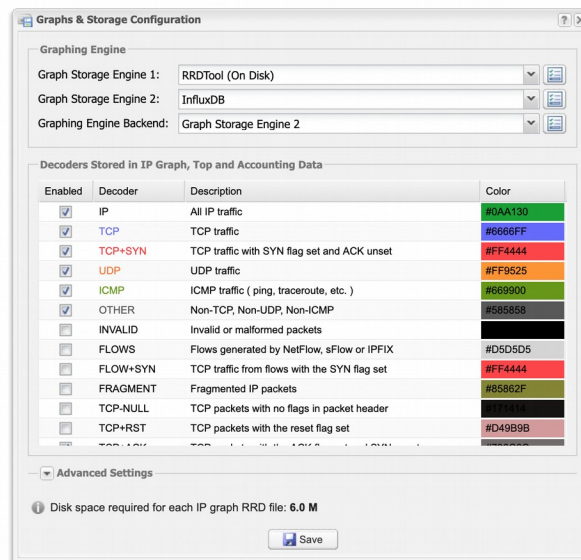 Graphs & Storage Configuration
Graphing Engine
Graph Storage Engine 1: RRDTool (On Disk)
Graph Storage Engine 2: InfluxDB
Graphing Engine Backend: Graph Storage Engine 2
Decoders Stored in IP Graph, Top and Accounting Data
Enabled Decoder Description Color
IP All IP traffic #0AA130
TCP TCP traffic #6666FF
TCP+SYN TCP traffic with SYN flag set and ACK unset #FF4444
UDP UDP traffic #FF9525
ICMP ICMP traffic ( ping, traceroute, etc. ) #669900
OTHER Non-TCP, Non-UDP, Non-ICMP #585858
INVALID Invalid or malformed packets
FLOWS Flows generated by NetFlow, sFlow or IPFIX #D5D5D5
FLOW+SYN TCP traffic from flows with the SYN flag set #FF4444
FRAGMENT Fragmented IP packets #85862F
TCP-NULL TCP packets with no flags in packet header
TCP+RST TCP packets with the reset flag set #D49B9B
Advanced Settings
Disk space required for each IP graph RRD file: 6.0 M
Save